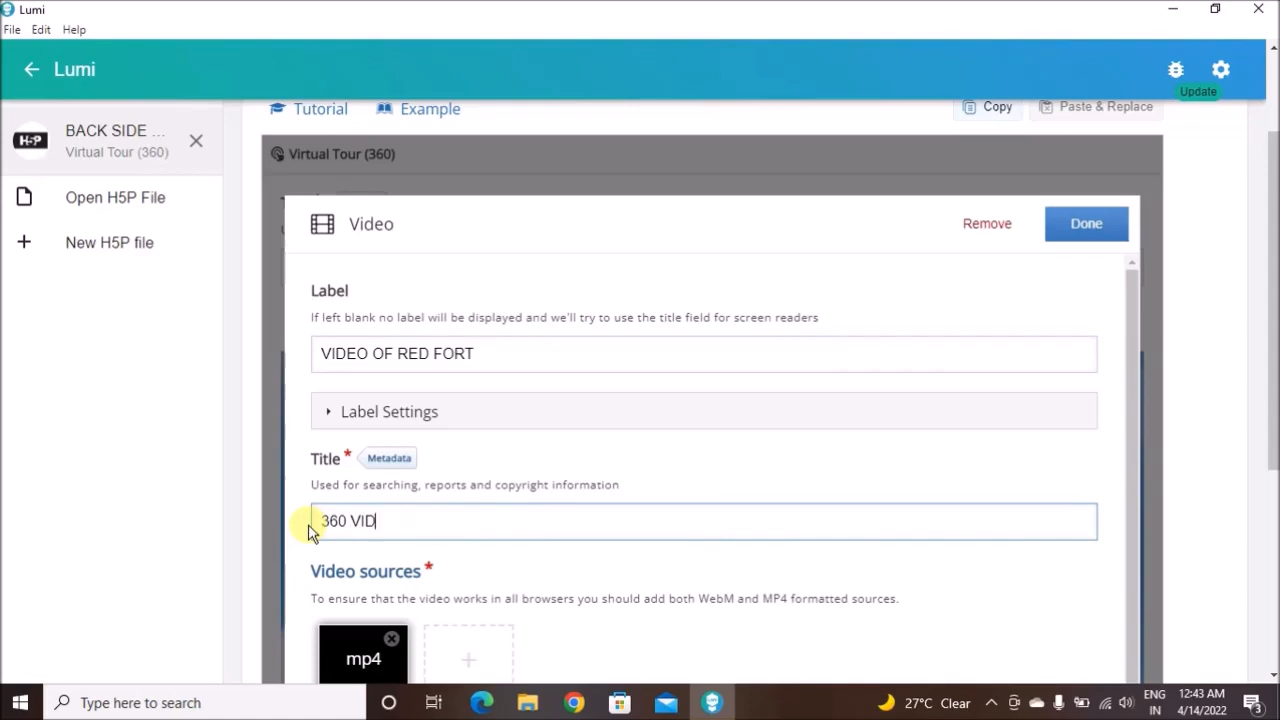 Lumi
File Edit Help
Lumi
Update
Tutorial Example Copy Paste & Replace
H5P BACK SIDE ...
Virtual Tour (360)
Virtual Tour (360)
Open H5P File
New H5P file
Video Remove Done
Label
If left blank no label will be displayed and we'll try to use the title field for screen readers
VIDEO OF RED FORT
Label Settings
Title * Metadata
Used for searching, reports and copyright information
360 VID
Video sources *
To ensure that the video works in all browsers you should add both WebM and MP4 formatted sources.
mp4
Type here to search
27°C Clear
ENG
IN
12:43 AM
4/14/2022
3